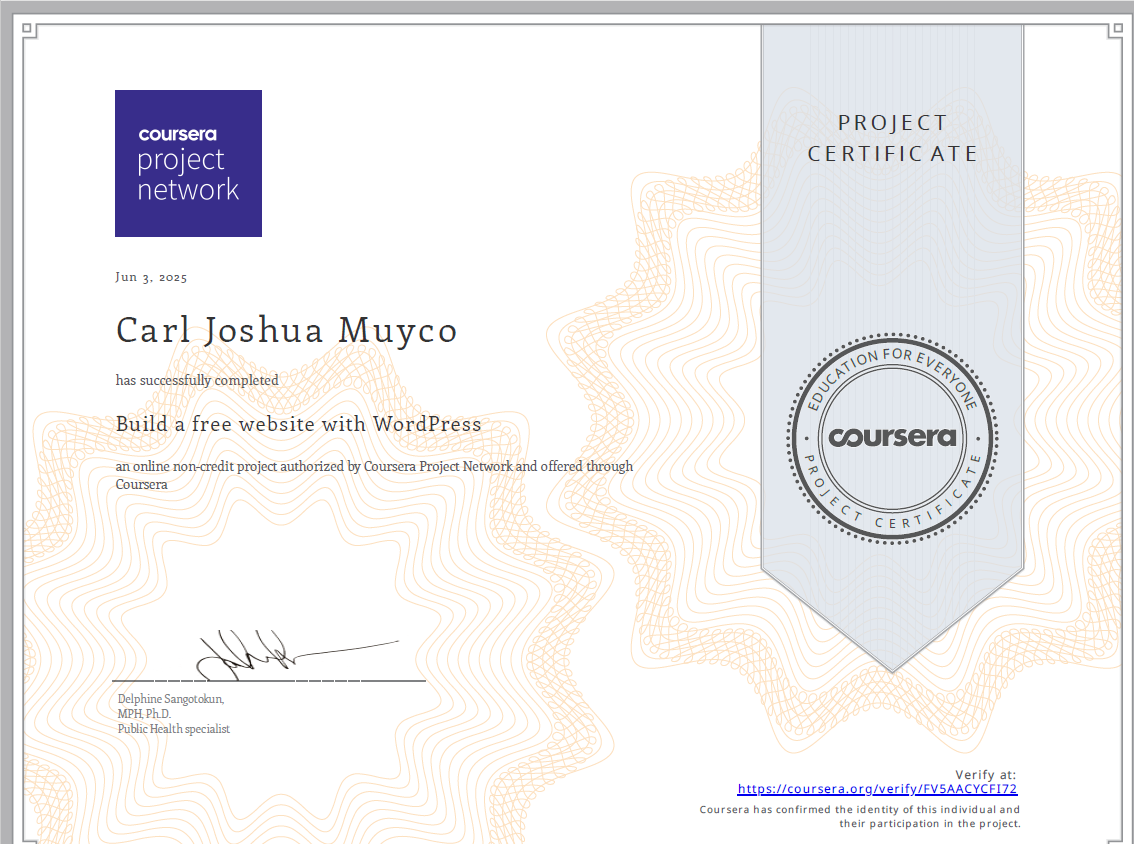 coursera
project
network
PROJECT
CERTIFICATE
Jun 3, 2025
Carl Joshua Muyco
has successfully completed
Build a free website with WordPress
an online non-credit project authorized by Coursera Project Network and offered through
Coursera
EDUCATION FOR EVERYONE
coursera
PROJECT CERTIFICATE
Delphine Sangotokun,
MPH, Ph.D.
Public Health specialist
Verify at:
https://coursera.org/verify/FV5AACYCFI72
Coursera has confirmed the identity of this individual and
their participation in the project.